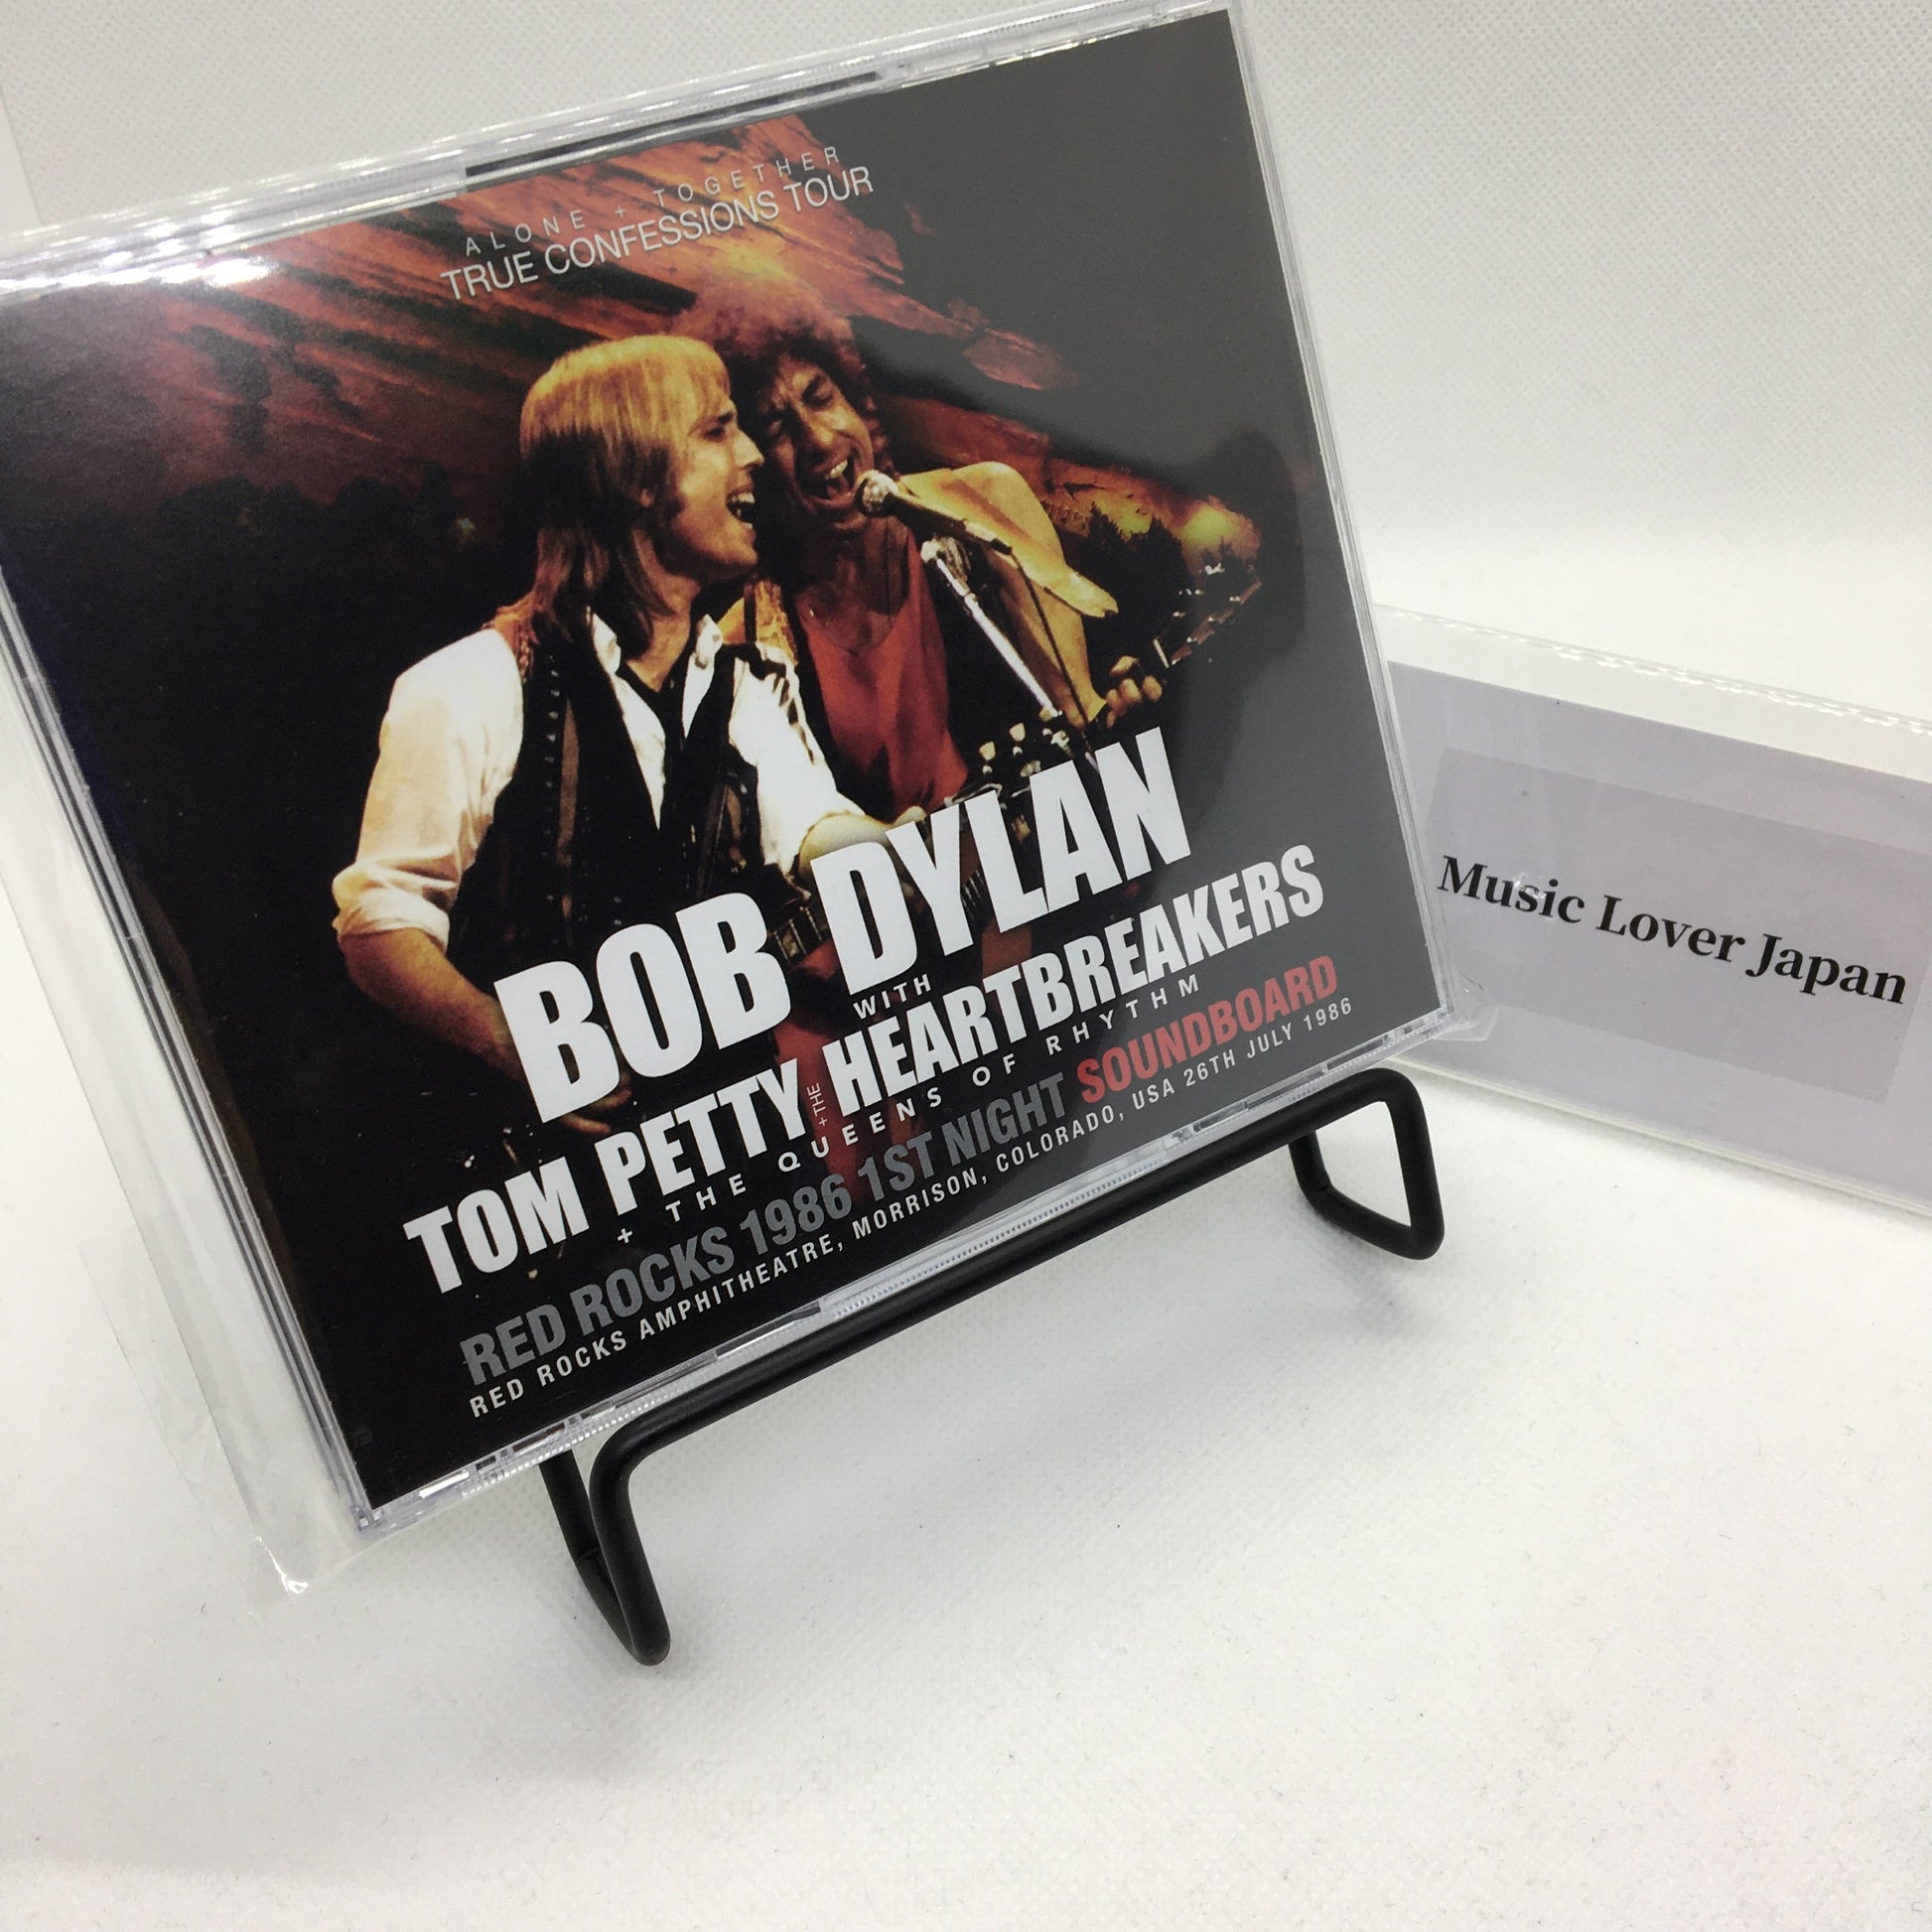 ALONE + TOGETHER
TRUE CONFESSIONS TOUR
BOB DYLAN
WITH
TOM PETTY + THE HEARTBREAKERS
+ THE QUEENS OF RHYTHM
RED ROCKS 1986 1ST NIGHT SOUNDBOARD
RED ROCKS AMPHITHEATRE, MORRISON, COLORADO, USA 26TH JULY 1986
Music Lover Japan